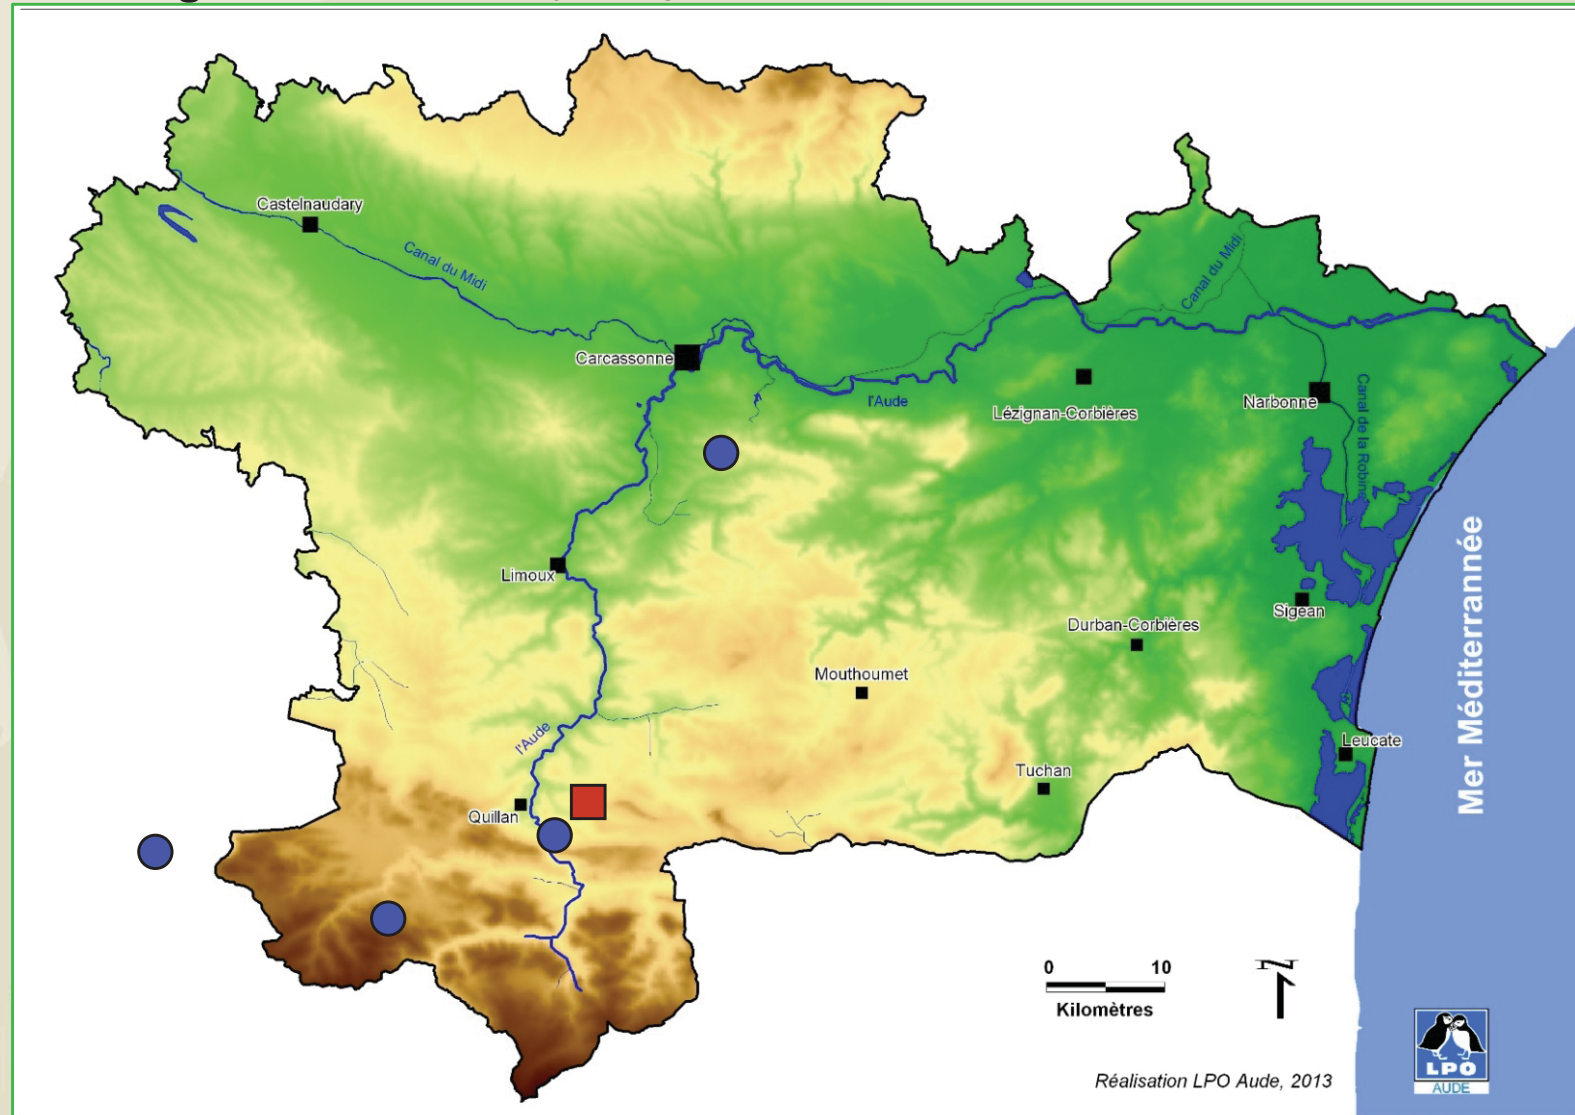 Castelnaudary
Canal du Midi
Canal du Midi
Carcassonne
l'Aude
Lézignan-Corbières
Narbonne
Canal de la Robine
Limoux
Sigean
Durban-Corbières
Mouthoumet
Mer Méditerrannée
l'Aude
Leucate
Tuchan
Quillan
0 10
Kilomètres
N
Réalisation LPO Aude, 2013
LPO
AUDE